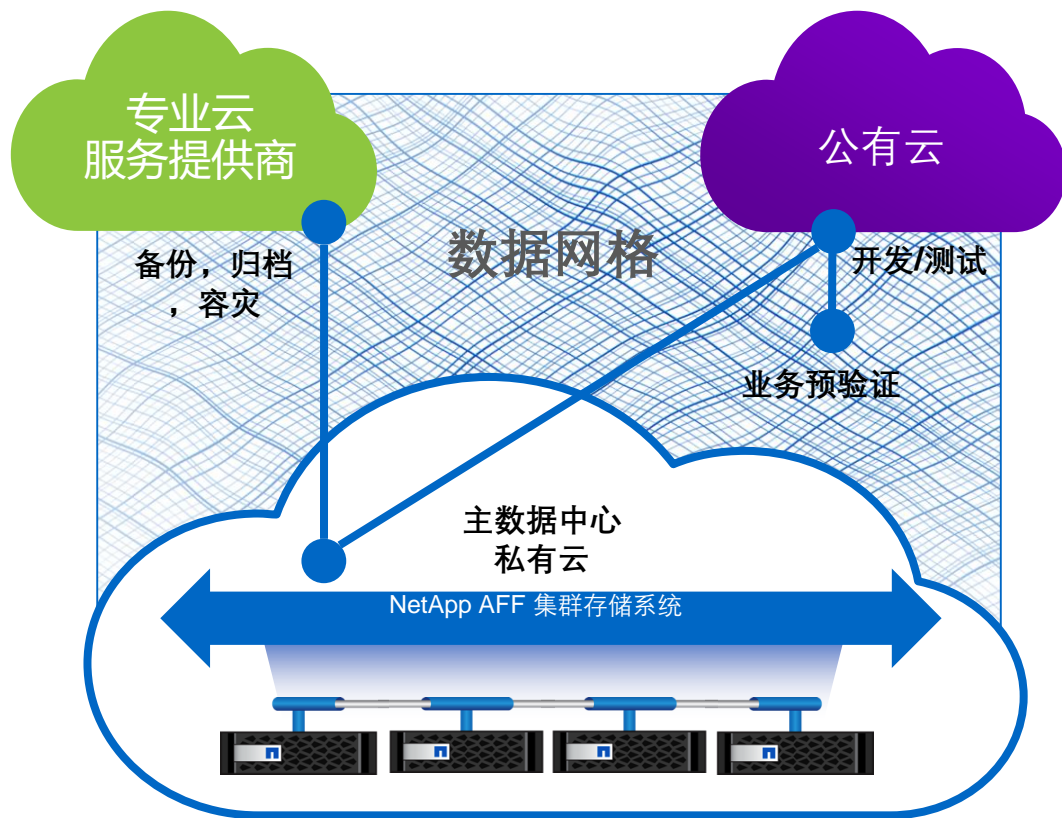 专业云
服务提供商
公有云
数据网格
备份，归档
，容灾
开发/测试
业务预验证
主数据中心
私有云
NetApp AFF 集群存储系统